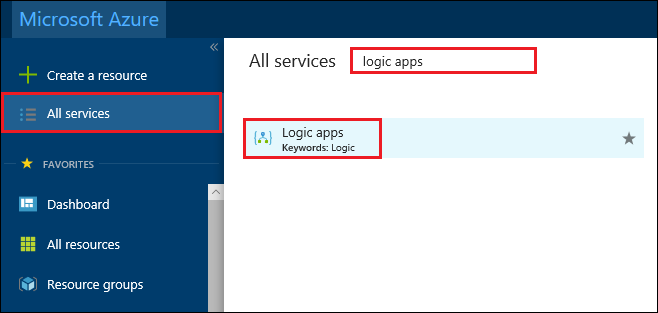 Microsoft Azure
Create a resource
All services
FAVORITES
Dashboard
All resources
Resource groups
All services
logic apps
Logic apps
Keywords: Logic